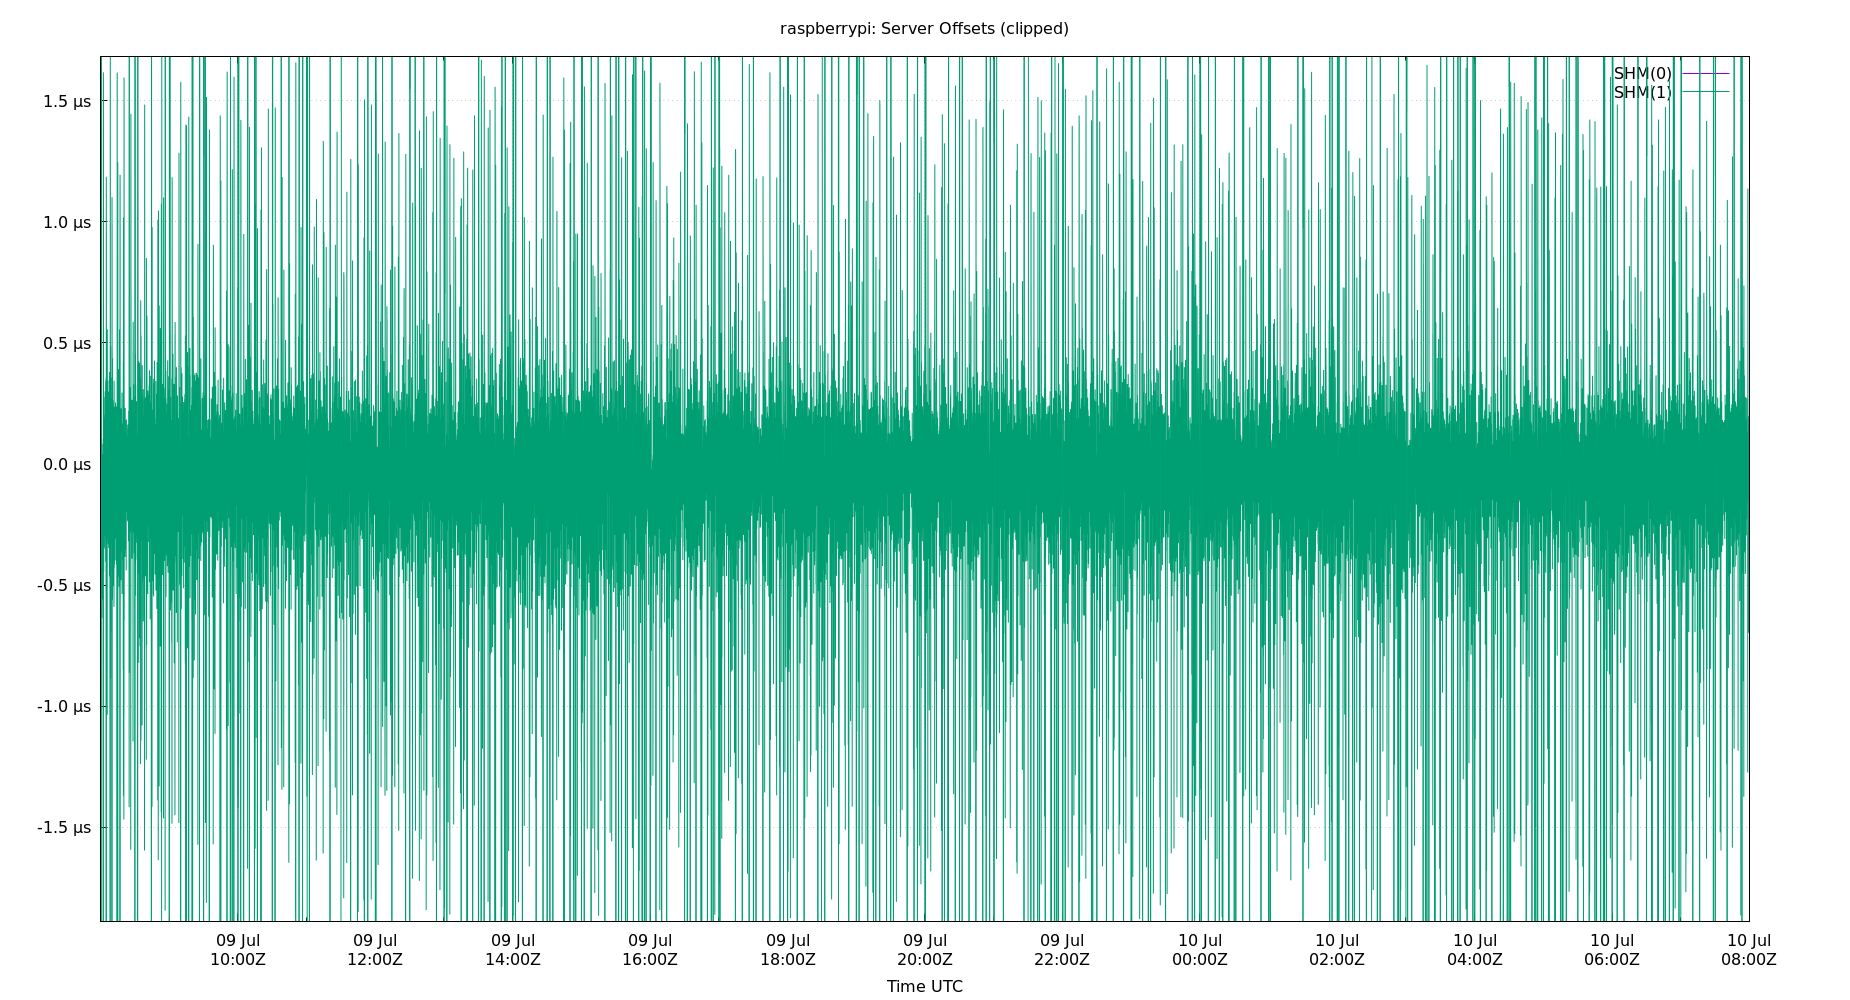 raspberrypi: Server Offsets (clipped)
SHM(0)
SHM(1)
1.5 µs
1.0 µs
0.5 µs
0.0 µs
-0.5 µs
-1.0 µs
-1.5 µs
09 Jul 09 Jul 09 Jul 09 Jul 09 Jul 09 Jul 09 Jul 10 Jul 10 Jul 10 Jul 10 Jul 10 Jul
10:00Z 12:00Z 14:00Z 16:00Z 18:00Z 20:00Z 22:00Z 00:00Z 02:00Z 04:00Z 06:00Z 08:00Z
Time UTC